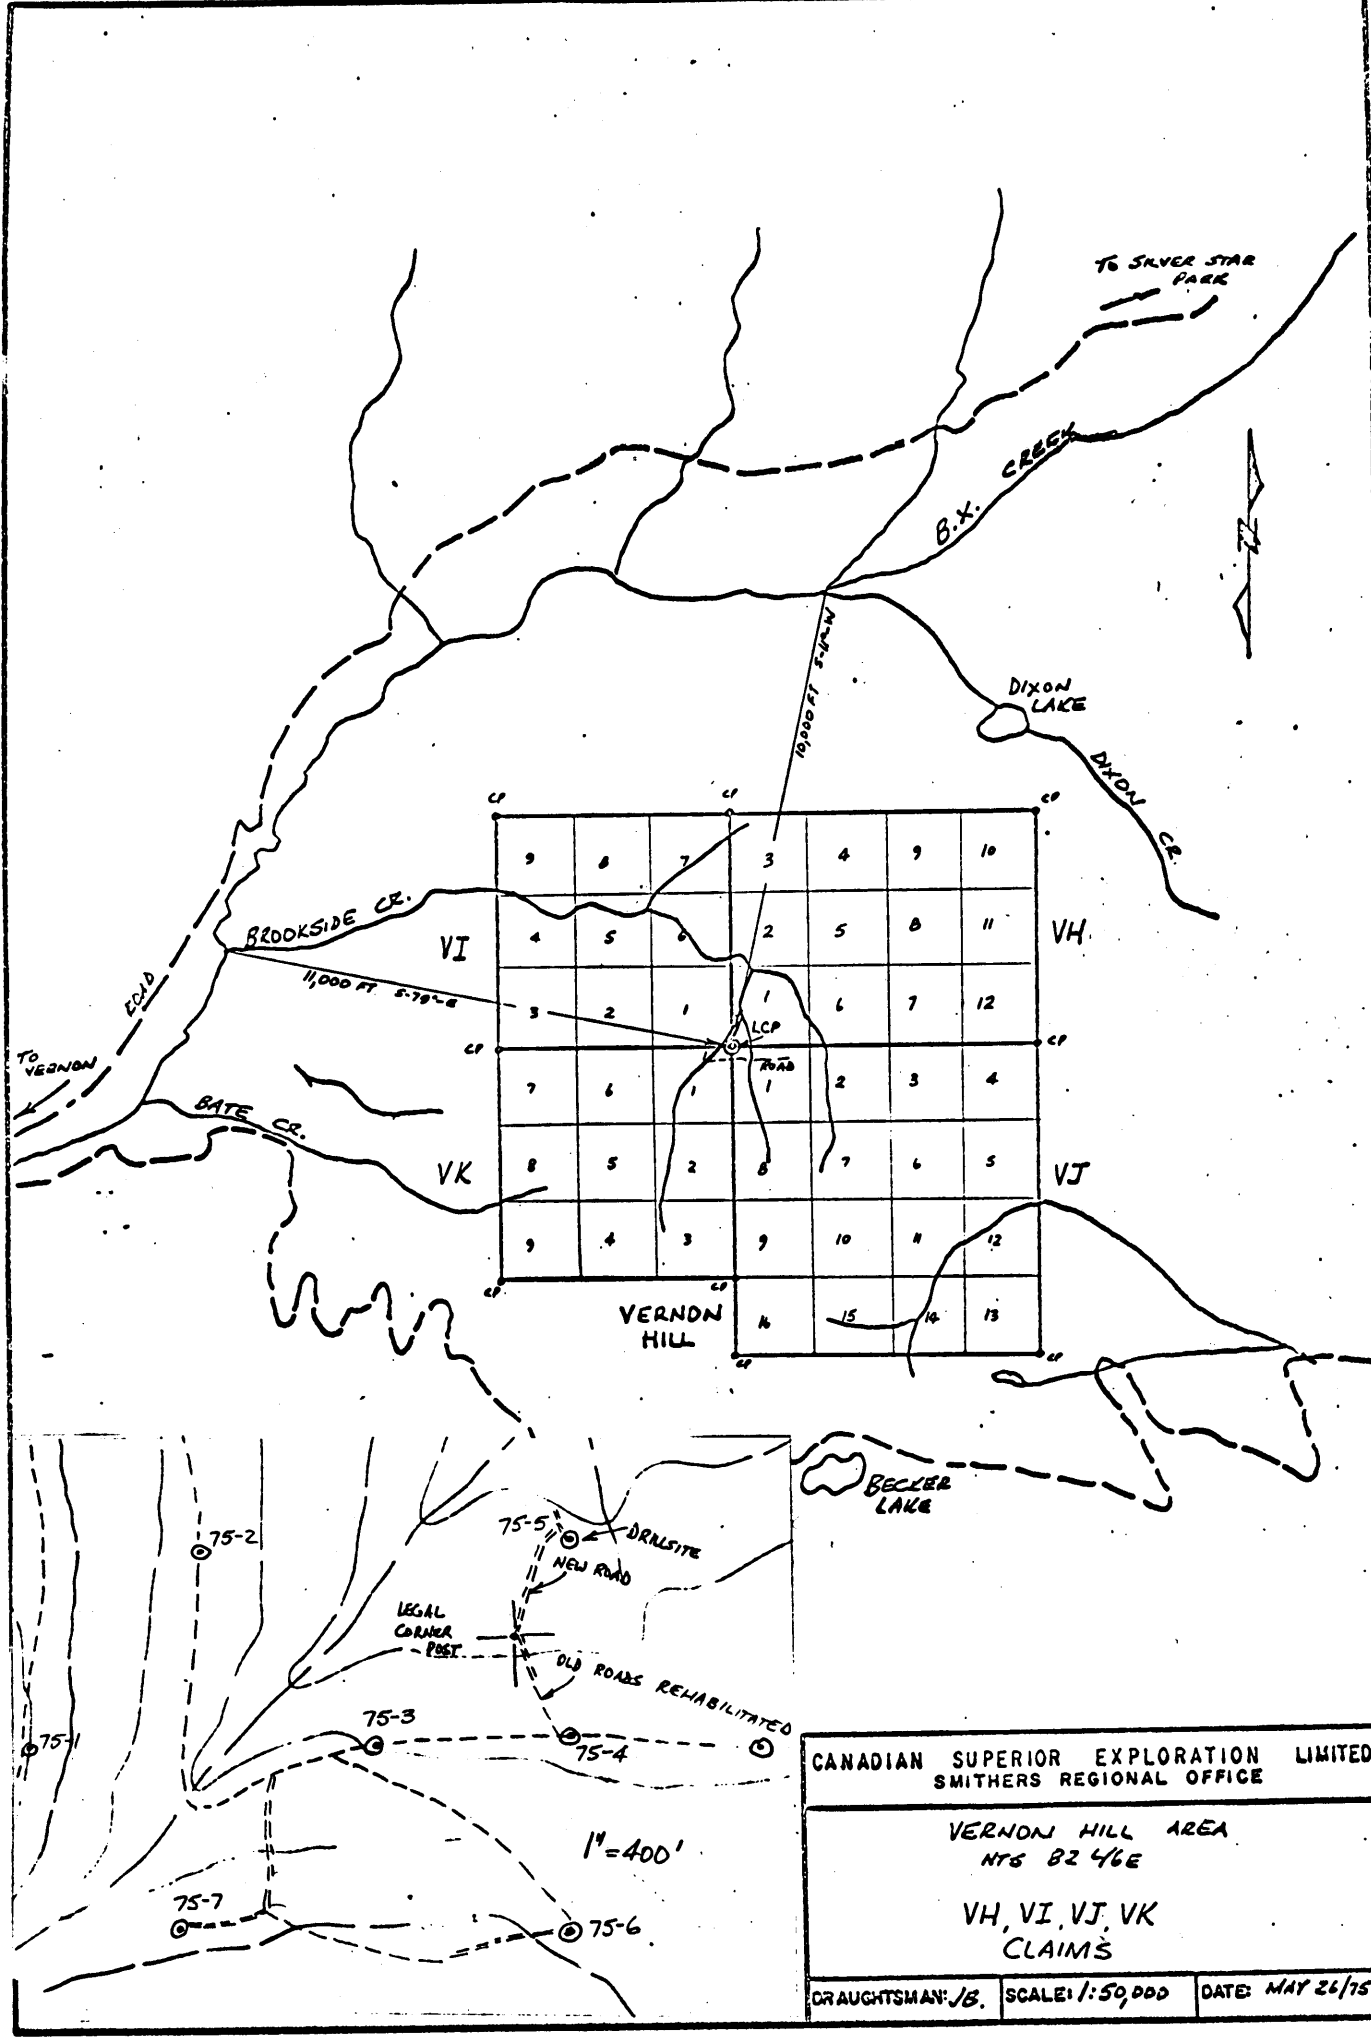 TO SILVER STAR
PARK
B.X. CREEK
N
10,000 FT
DIXON
LAKE
DIXON CR.
CP CP CP
9 8 7 3 4 9 10
BROOKSIDE CR.
VI
4 5 6 2 5 8 11
VH
11,000 FT S-79°-E
ROAD
3 2 1 1 6 7 12
LCP
CP CP
ROAD
TO
VERNON
7 6 1 1 2 3 4
BATE CR.
VK
8 5 2 8 7 6 5
VJ
9 4 3 9 10 11 12
CP CP
VERNON
HILL
16 15 14 13
CP CP
BECKER
LAKE
75-2
75-5
DRILLSITE
NEW ROAD
LEGAL
CORNER
POST
OLD ROADS REHABILITATED
75-1
75-3
75-4
1"=400'
75-7
75-6
CANADIAN SUPERIOR EXPLORATION LIMITED
SMITHERS REGIONAL OFFICE
VERNON HILL AREA
NTS 82 4/6E
VH, VI, VJ, VK
CLAIMS
DRAUGHTSMAN: JB. SCALE: 1:50,000 DATE: MAY 26/75